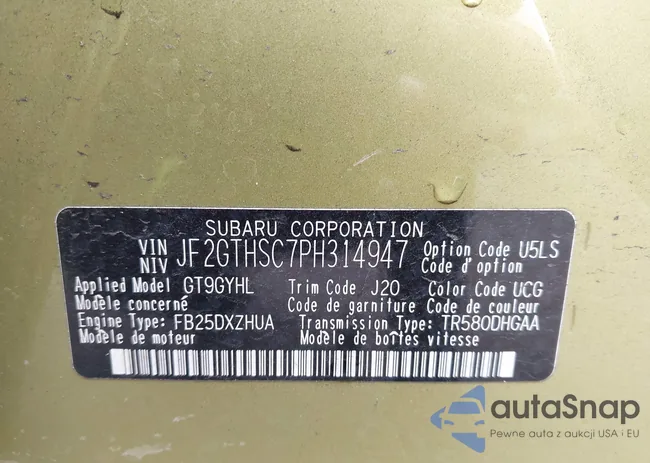 SUBARU CORPORATION
VIN NIV JF2GTHSC7PH314947 Option Code U5LS
Code d'option
Applied Model GT9GYHL Trim Code J20 Color Code UCG
Modèle concerné Code de garniture Code de couleur
Engine Type: FB25DXZHUA Transmission Type: TR580DHGAA
Modèle de moteur Modèle de boîtes vitesse
autaSnap
Pewne auta z aukcji USA i EU